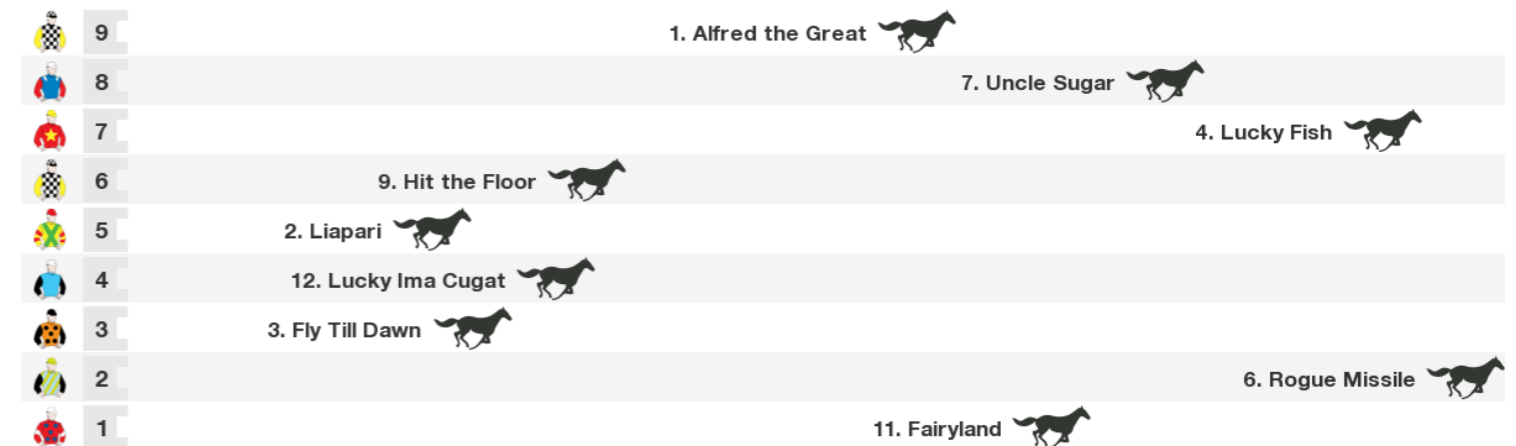 9 1. Alfred the Great
8 7. Uncle Sugar
7 4. Lucky Fish
6 9. Hit the Floor
5 2. Liapari
4 12. Lucky Ima Cugat
3 3. Fly Till Dawn
2 6. Rogue Missile
1 11. Fairyland